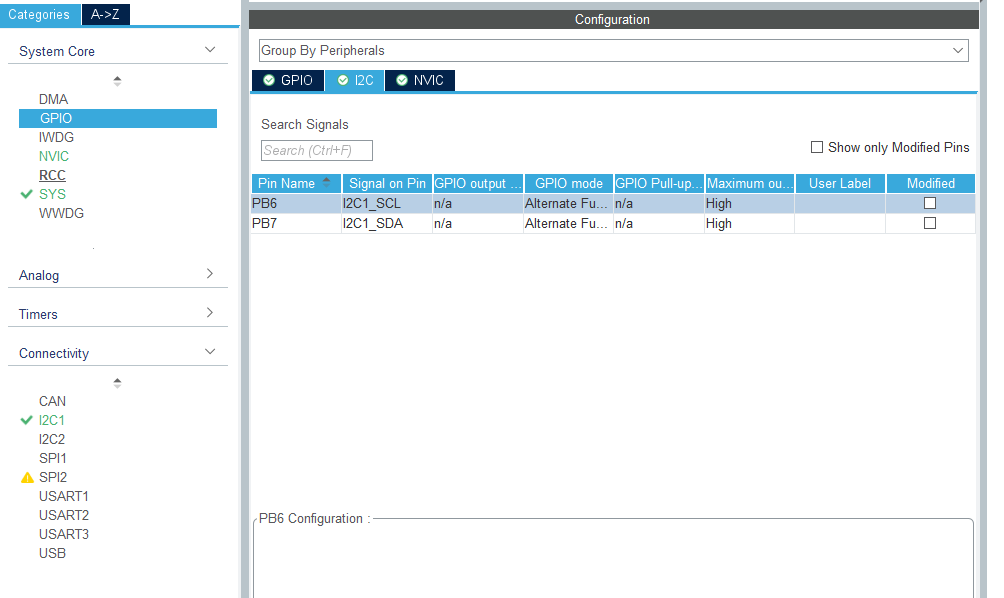 Categories A->Z
System Core
DMA
GPIO
IWDG
NVIC
RCC
SYS
WWDG
Analog
Timers
Connectivity
CAN
I2C1
I2C2
SPI1
SPI2
USART1
USART2
USART3
USB
Configuration
Group By Peripherals
GPIO I2C NVIC
Search Signals
Search (Ctrl+F)
Show only Modified Pins
Pin Name Signal on Pin GPIO output ... GPIO mode GPIO Pull-up... Maximum ou... User Label Modified
PB6 I2C1_SCL n/a Alternate Fu... n/a High
PB7 I2C1_SDA n/a Alternate Fu... n/a High
PB6 Configuration :